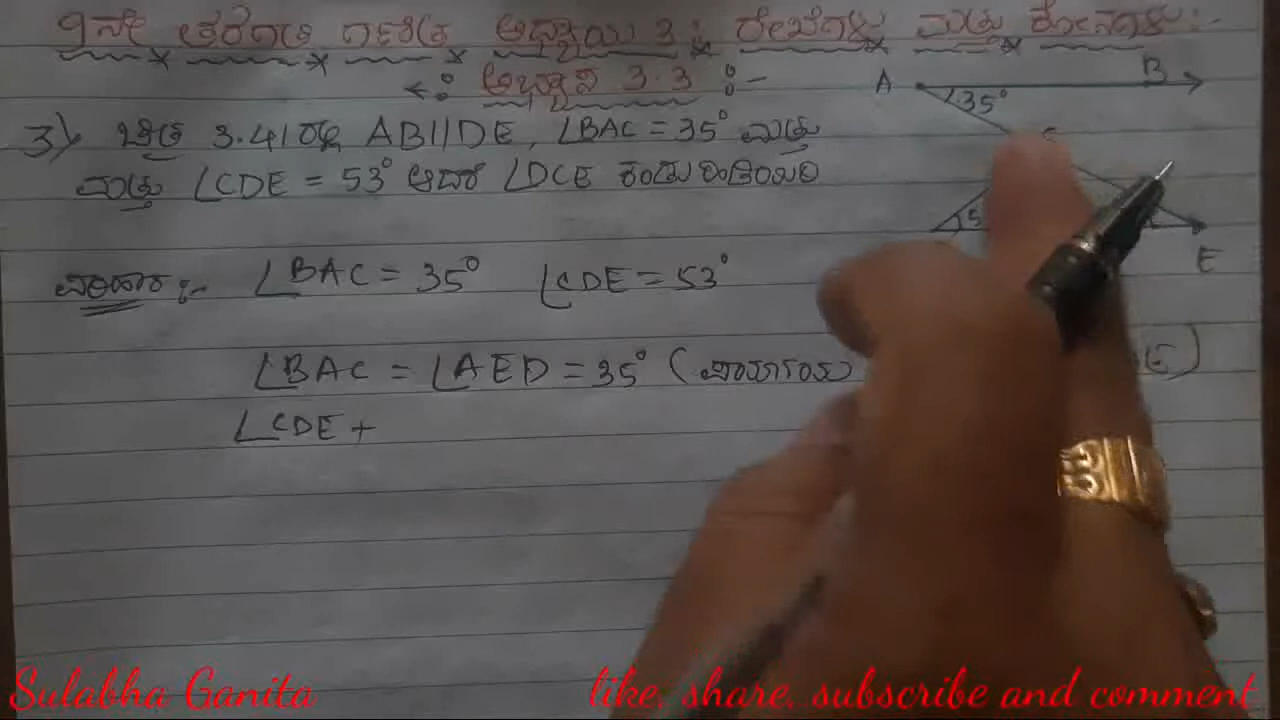 9ನೇ ತರಗತಿ ಗಣಿತ ಅಧ್ಯಾಯ 3: ರೇಖೆಗಳು ಮತ್ತು ಕೋನಗಳು:-
ಅಭ್ಯಾಸ 3.3 :-
3) ಚಿತ್ರ 3.41ರಲ್ಲಿ AB||DE, ∠BAC = 35° ಮತ್ತು
ಮತ್ತು ∠CDE = 53° ಆದರೆ ∠DCE ಕಂಡು ಹಿಡಿಯಿರಿ
A B
35°
5
E
ಪರಿಹಾರ :- ∠BAC = 35° ∠CDE = 53°
∠BAC = ∠AED = 35° (
∠CDE +
Sulabha Ganita like, share, subscribe and comment